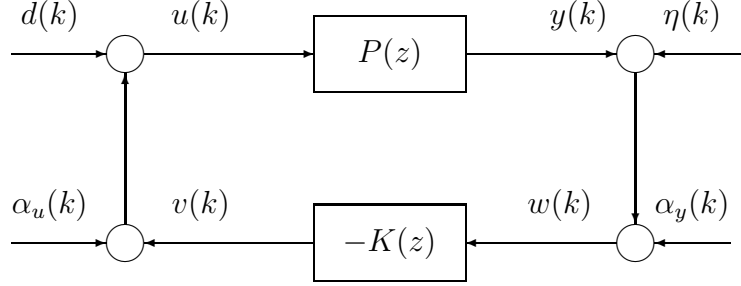 d(k) u(k) P(z) y(k) η(k)
α_u(k) v(k) −K(z) w(k) α_y(k)